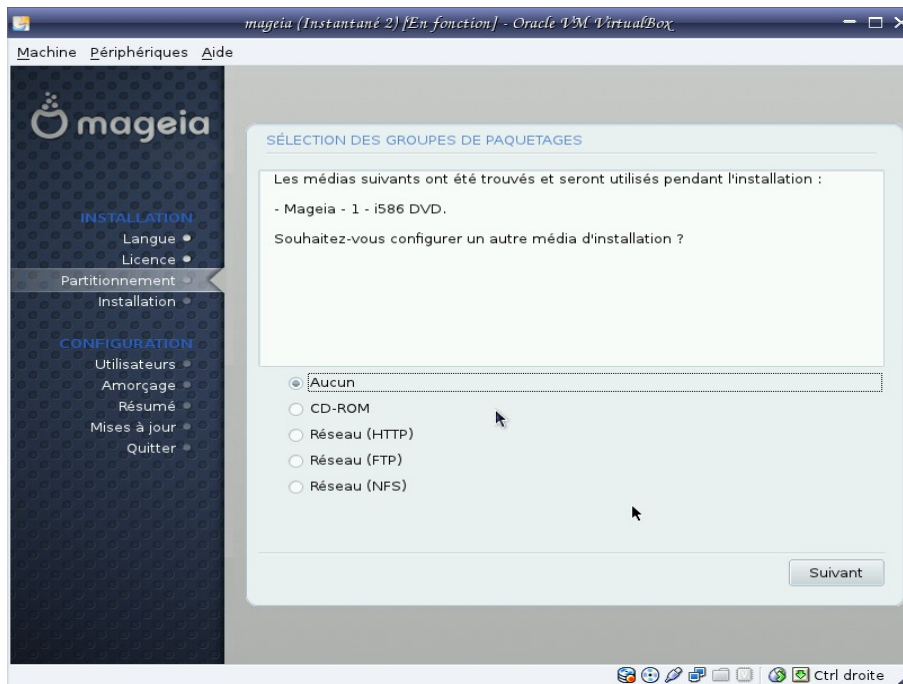 mageia (Instantané 2) [En fonction] - Oracle VM VirtualBox
Machine Périphériques Aide
mageia
INSTALLATION
Langue
Licence
Partitionnement
Installation
CONFIGURATION
Utilisateurs
Amorçage
Résumé
Mises à jour
Quitter
SÉLECTION DES GROUPES DE PAQUETAGES
Les médias suivants ont été trouvés et seront utilisés pendant l'installation :
- Mageia - 1 - i586 DVD.
Souhaitez-vous configurer un autre média d'installation ?
Aucun
CD-ROM
Réseau (HTTP)
Réseau (FTP)
Réseau (NFS)
Suivant
Ctrl droite